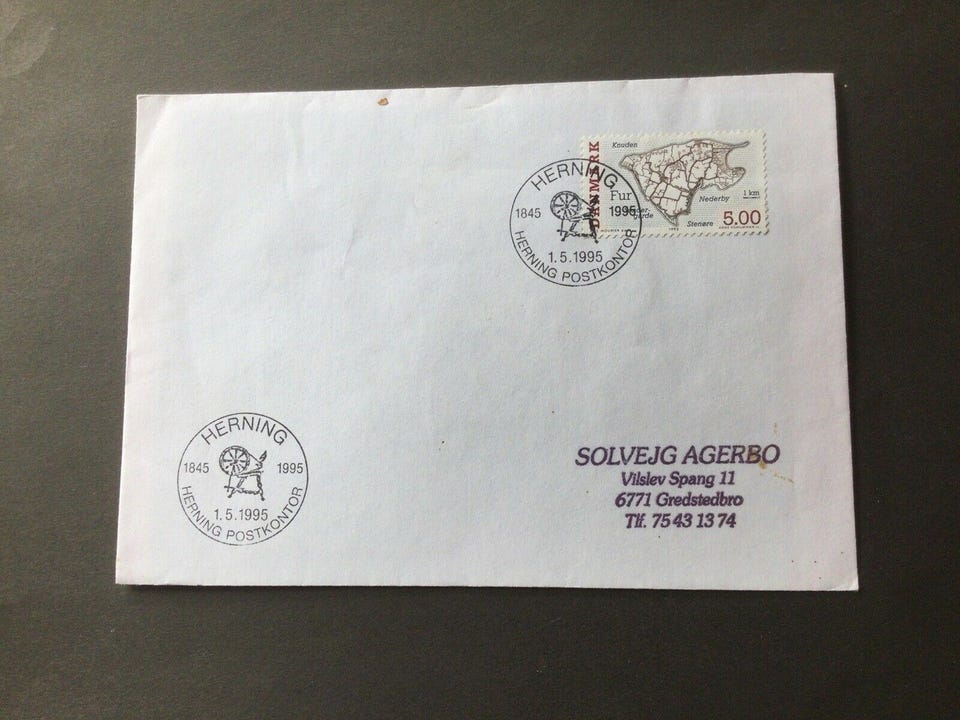 DANMARK
Knuden
Fur
1 km
Nederby
Stenøre
5.00
HERNING
1845 1995
1.5.1995
HERNING POSTKONTOR
HERNING
1845 1995
1.5.1995
HERNING POSTKONTOR
SOLVEJG AGERBO
Vilslev Spang 11
6771 Gredstedbro
Tlf. 75 43 13 74